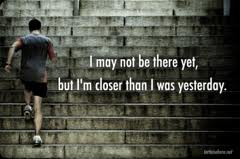 I may not be there yet,
but I'm closer than I was yesterday.